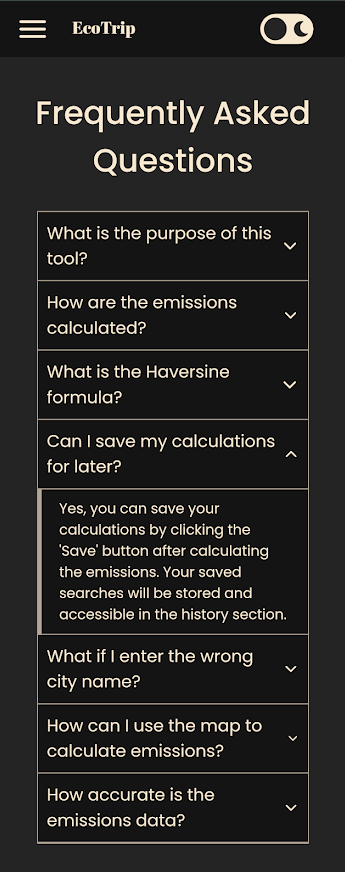 EcoTrip
Frequently Asked
Questions
What is the purpose of this
tool?
How are the emissions
calculated?
What is the Haversine
formula?
Can I save my calculations
for later?
Yes, you can save your
calculations by clicking the
'Save' button after calculating
the emissions. Your saved
searches will be stored and
accessible in the history section.
What if I enter the wrong
city name?
How can I use the map to
calculate emissions?
How accurate is the
emissions data?